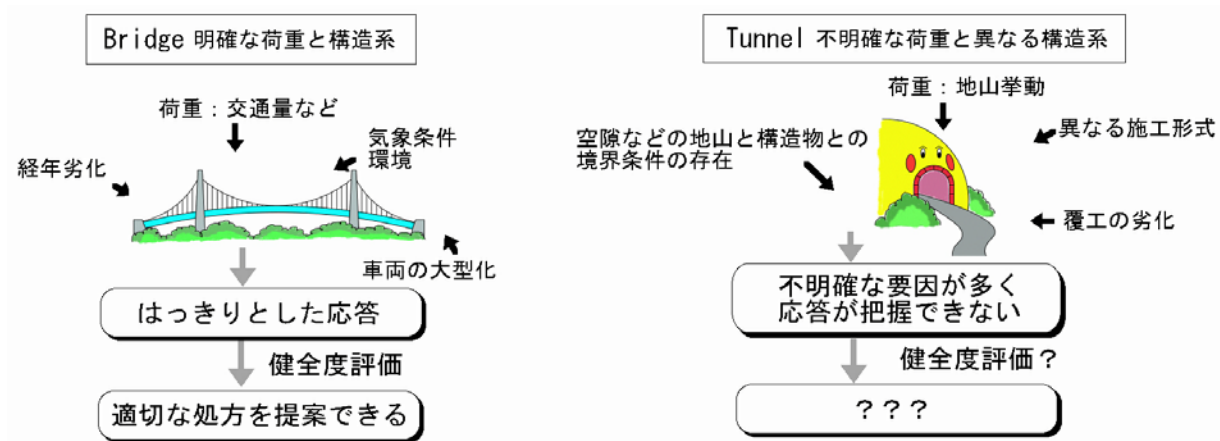 Bridge 明確な荷重と構造系
荷重：交通量など
気象条件
環境
経年劣化
車両の大型化
はっきりとした応答
健全度評価
適切な処方を提案できる
Tunnel 不明確な荷重と異なる構造系
荷重：地山挙動
異なる施工形式
空隙などの地山と構造物との
境界条件の存在
覆工の劣化
不明確な要因が多く
応答が把握できない
健全度評価？
？？？